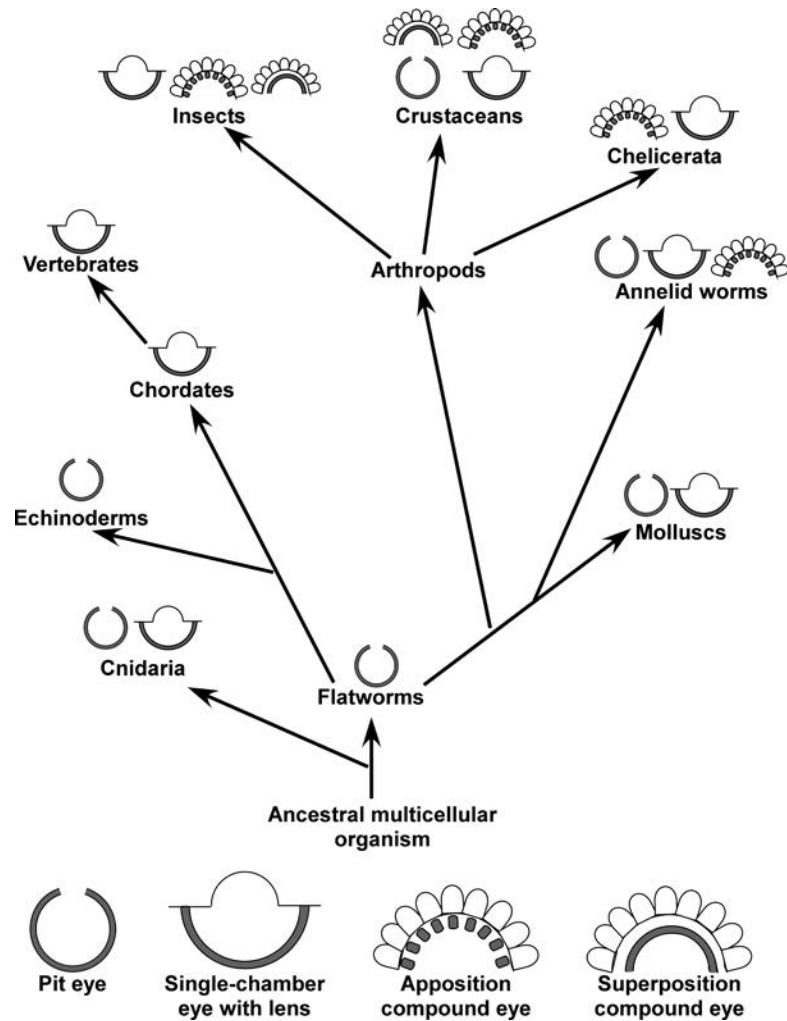 Insects
Crustaceans
Chelicerata
Vertebrates
Arthropods
Annelid worms
Chordates
Echinoderms
Molluscs
Cnidaria
Flatworms
Ancestral multicellular
organism
Pit eye
Single-chamber
eye with lens
Apposition
compound eye
Superposition
compound eye